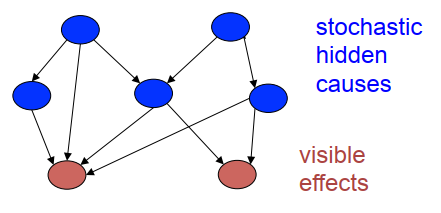 stochastic
hidden
causes
visible
effects